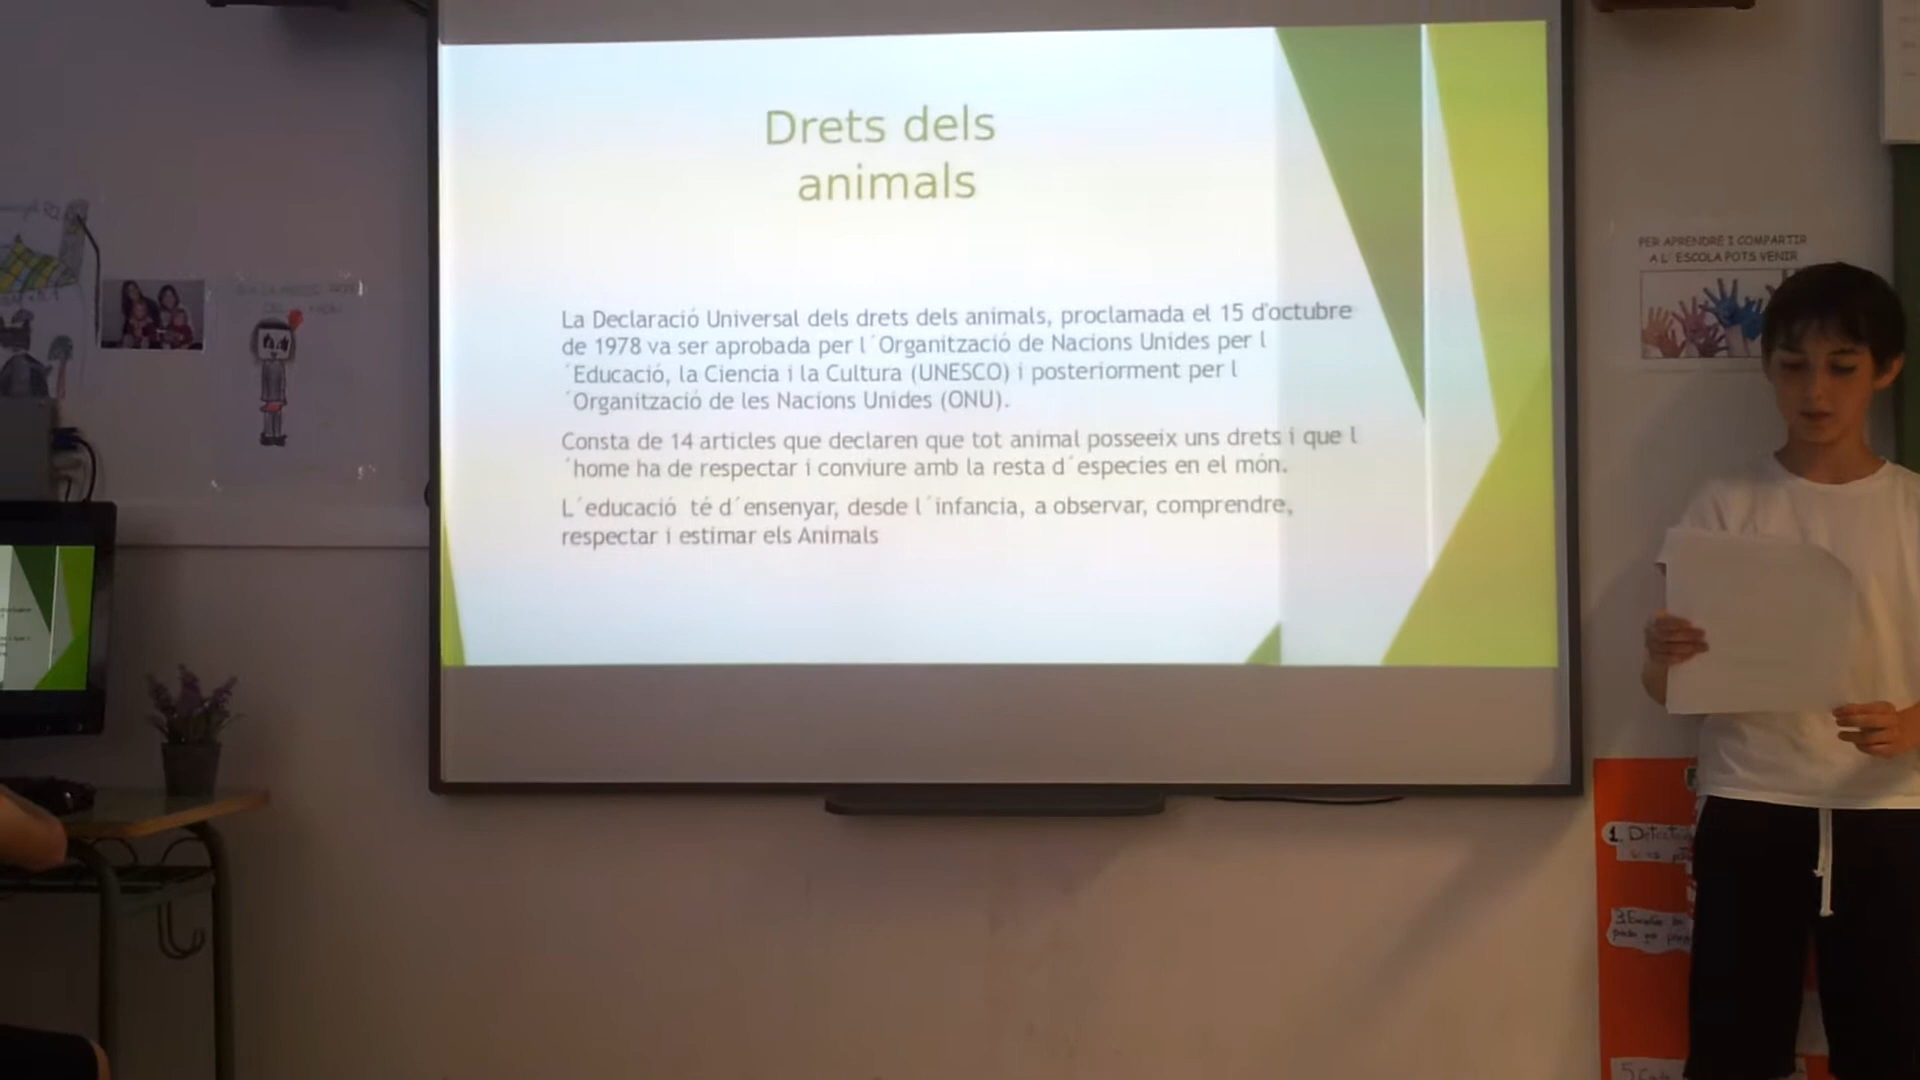 Drets dels
animals
La Declaració Universal dels drets dels animals, proclamada el 15 d'octubre
de 1978 va ser aprobada per l´Organització de Nacions Unides per l
´Educació, la Ciencia i la Cultura (UNESCO) i posteriorment per l
´Organització de les Nacions Unides (ONU).
Consta de 14 articles que declaren que tot animal posseeix uns drets i que l
´home ha de respectar i conviure amb la resta d´especies en el món.
L´educació té d´ensenyar, desde l´infancia, a observar, comprendre,
respectar i estimar els Animals
PER APRENDRE I COMPARTIR
A L´ESCOLA POTS VENIR
1.